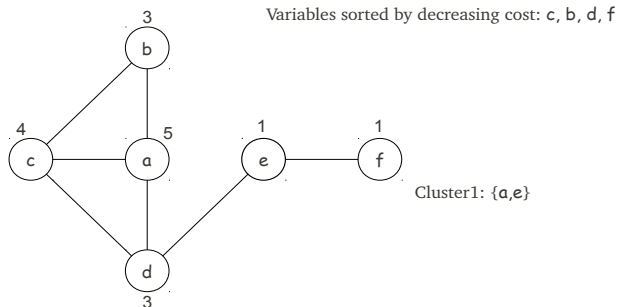 Variables sorted by decreasing cost: c, b, d, f
3
b
4
5
1
1
c
a
e
f
Cluster1: {a,e}
d
3